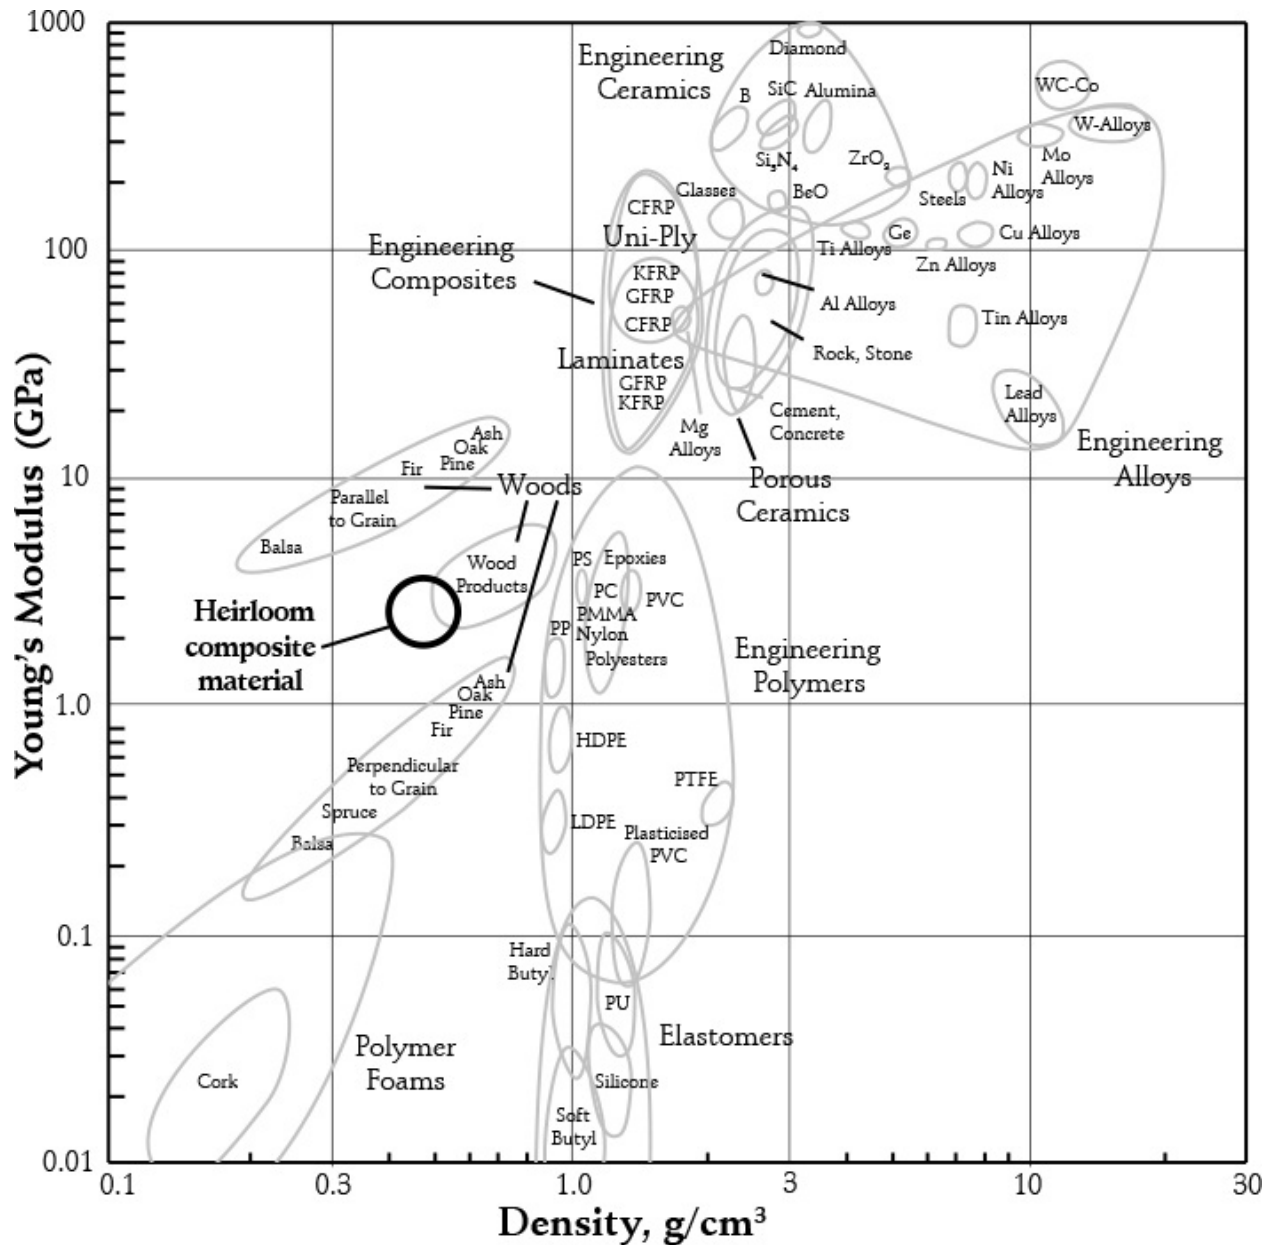 1000
100
10
1.0
0.1
0.01
Young's Modulus (GPa)
0.1
0.3
1.0
3
10
30
Density, g/cm³
Engineering
Ceramics
Diamond
B
SiC
Alumina
Si₃N₄
ZrO₂
BeO
Glasses
WC-Co
W-Alloys
Mo
Alloys
Ni
Alloys
Steels
Cu Alloys
Ge
Ti Alloys
Zn Alloys
Al Alloys
Tin Alloys
Rock, Stone
Lead
Alloys
Engineering
Alloys
CFRP
Uni-Ply
Engineering
Composites
KFRP
GFRP
CFRP
Laminates
GFRP
KFRP
Mg
Alloys
Cement,
Concrete
Porous
Ceramics
Ash
Oak
Pine
Fir
Parallel
to Grain
Balsa
Woods
Wood
Products
Heirloom
composite
material
PS
Epoxies
PC
PVC
PMMA
Nylon
PP
Polyesters
Engineering
Polymers
Ash
Oak
Pine
Fir
Perpendicular
to Grain
Spruce
Balsa
HDPE
PTFE
LDPE
Plasticised
PVC
Hard
Butyl
PU
Elastomers
Polymer
Foams
Cork
Silicone
Soft
Butyl